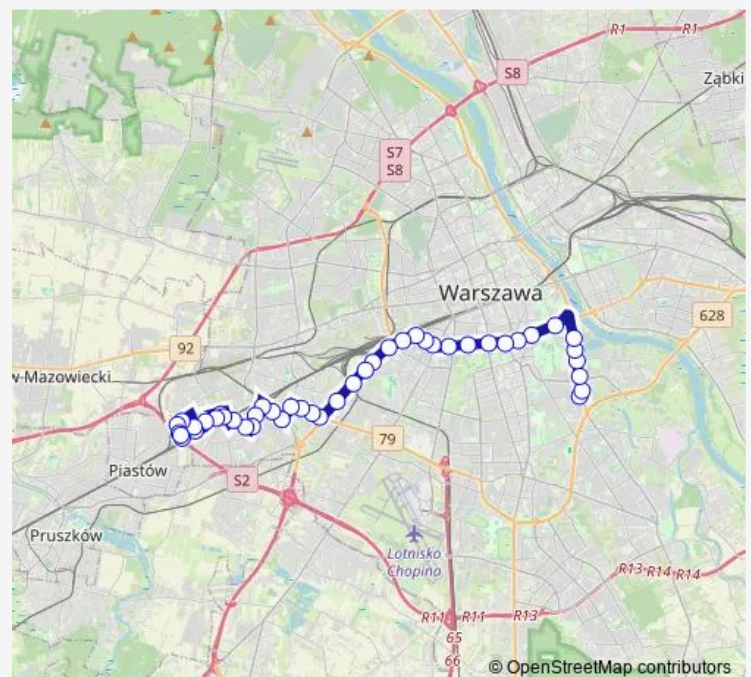 R1
R1
S8
Ząbki
S7
S8
Warszawa
628
92
w-Mazowiecki
79
Piastów
S2
Pruszków
Lotnisko
Chopina
R13 R14 R14
R11 R11 R13
65
66
© OpenStreetMap contributors